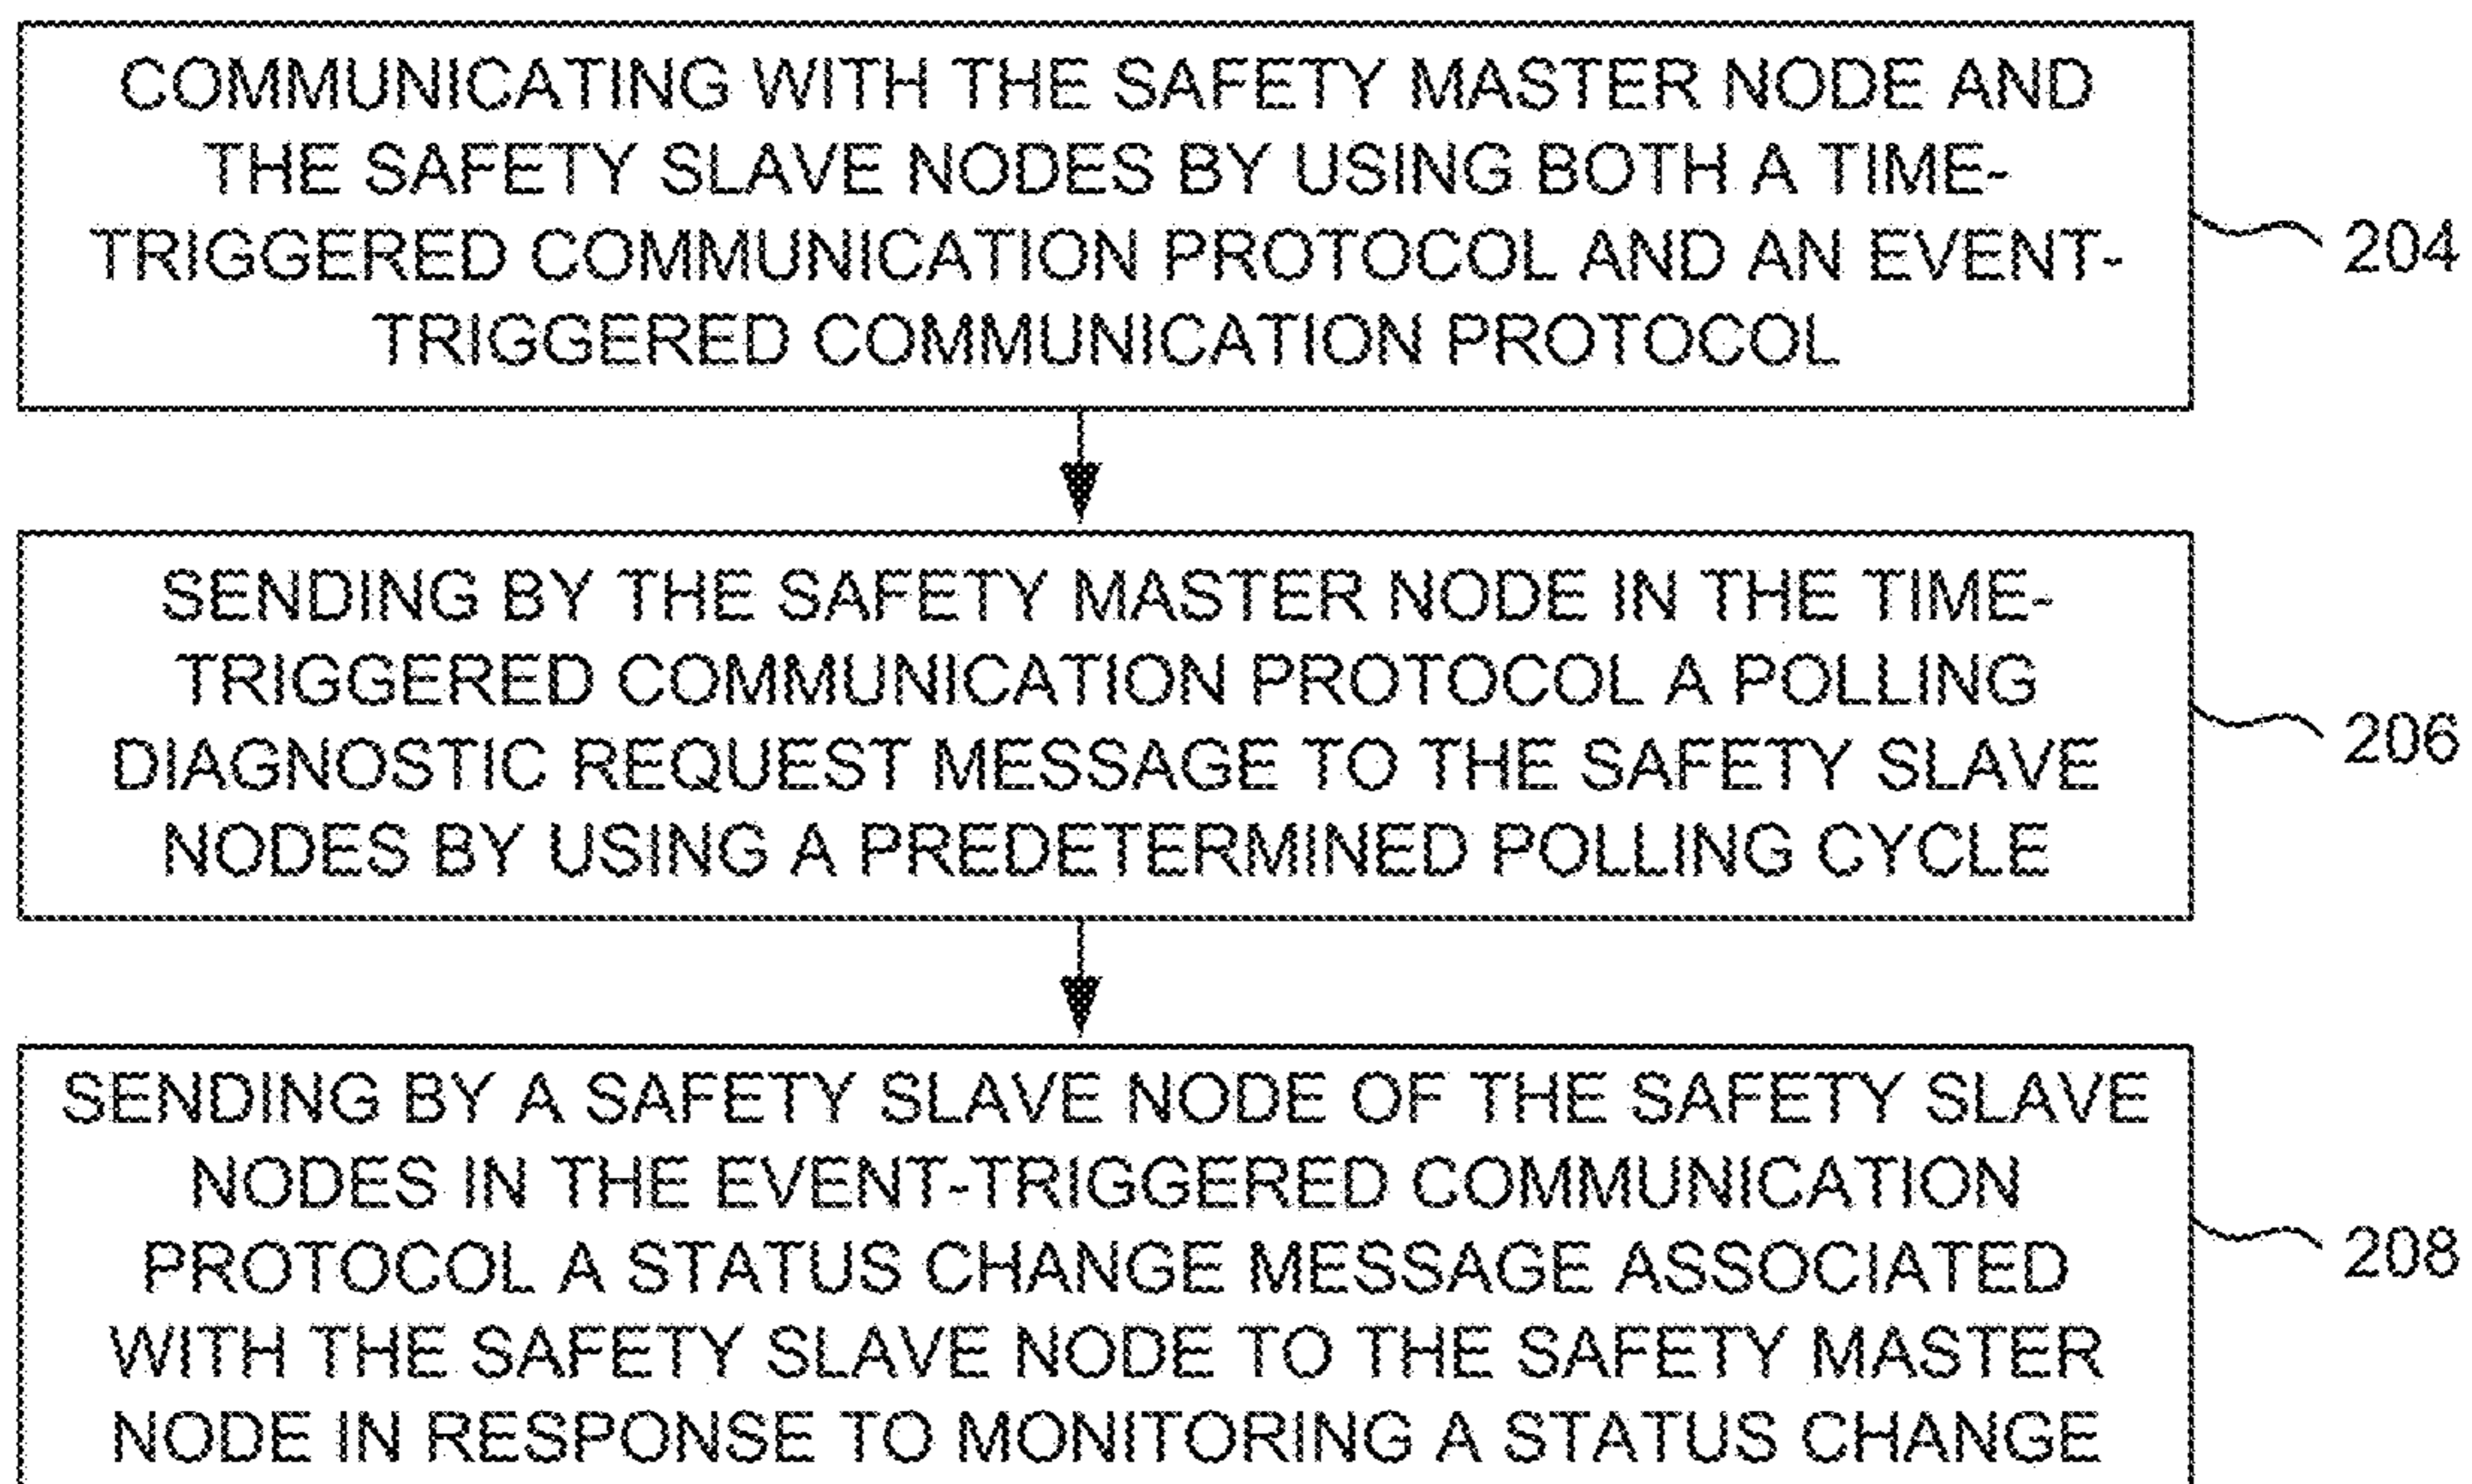 COMMUNICATING WITH THE SAFETY MASTER NODE AND
THE SAFETY SLAVE NODES BY USING BOTH A TIME-
TRIGGERED COMMUNICATION PROTOCOL AND AN EVENT-
TRIGGERED COMMUNICATION PROTOCOL
204
SENDING BY THE SAFETY MASTER NODE IN THE TIME-
TRIGGERED COMMUNICATION PROTOCOL A POLLING
DIAGNOSTIC REQUEST MESSAGE TO THE SAFETY SLAVE
NODES BY USING A PREDETERMINED POLLING CYCLE
206
SENDING BY A SAFETY SLAVE NODE OF THE SAFETY SLAVE
NODES IN THE EVENT-TRIGGERED COMMUNICATION
PROTOCOL A STATUS CHANGE MESSAGE ASSOCIATED
WITH THE SAFETY SLAVE NODE TO THE SAFETY MASTER
NODE IN RESPONSE TO MONITORING A STATUS CHANGE
208